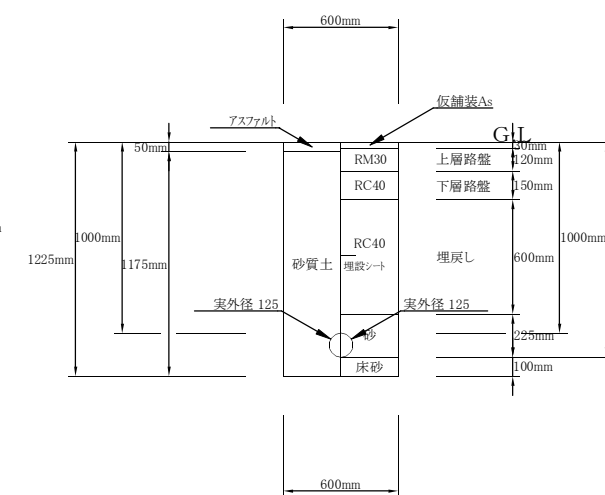 600mm
仮舗装As
アスファルト
G.L
50mm
30mm
RM30
上層路盤
120mm
RC40
下層路盤
150mm
1000mm
RC40
1000mm
1225mm
1175mm
砂質土
埋設シート
埋戻し
600mm
実外径 125
実外径 125
砂
225mm
床砂
100mm
600mm